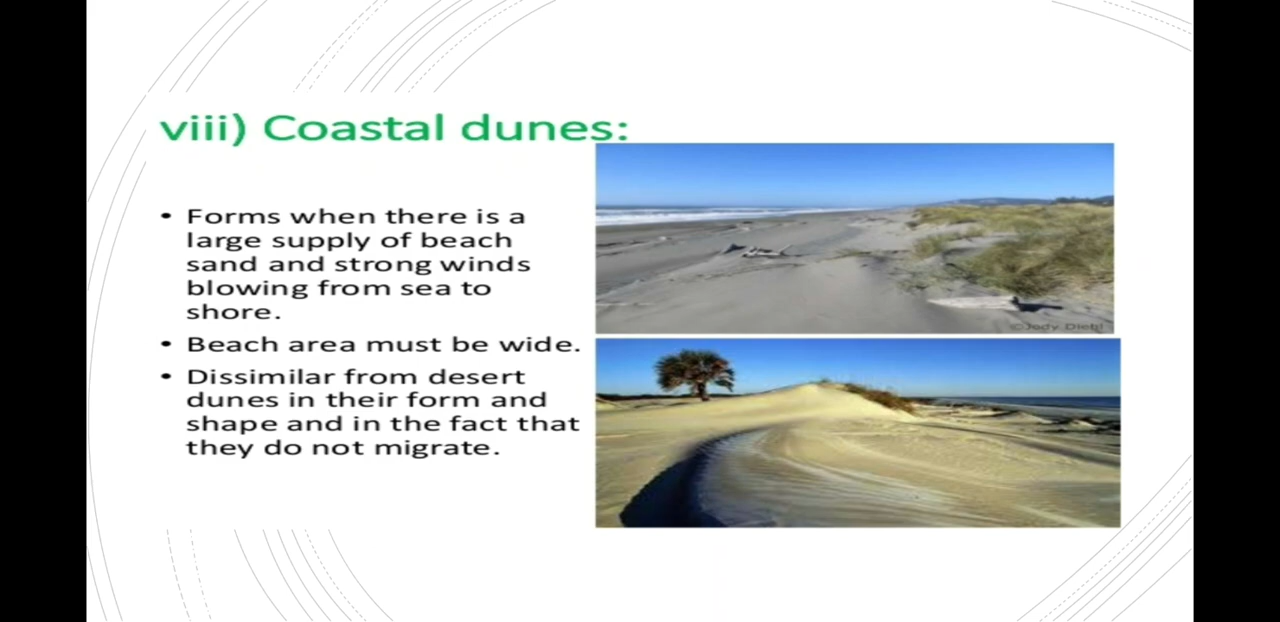 viii) Coastal dunes:
• Forms when there is a
large supply of beach
sand and strong winds
blowing from sea to
shore.
• Beach area must be wide.
• Dissimilar from desert
dunes in their form and
shape and in the fact that
they do not migrate.
©Jody Diehl